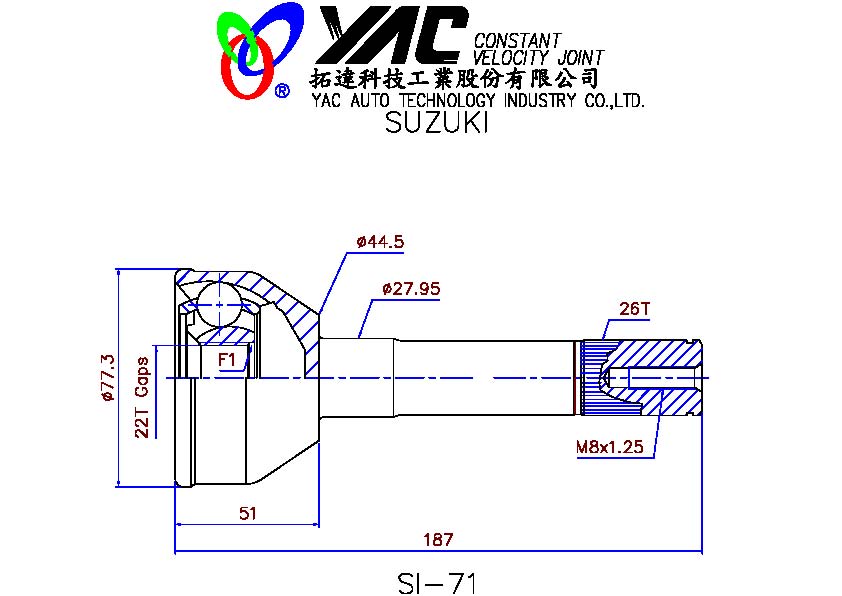 YAC CONSTANT
VELOCITY JOINT
®
拓達科技工業股份有限公司
YAC AUTO TECHNOLOGY INDUSTRY CO.,LTD.
SUZUKI
ø44.5
ø27.95
26T
F1
ø77.3
22T Gaps
M8x1.25
51
187
SI-71